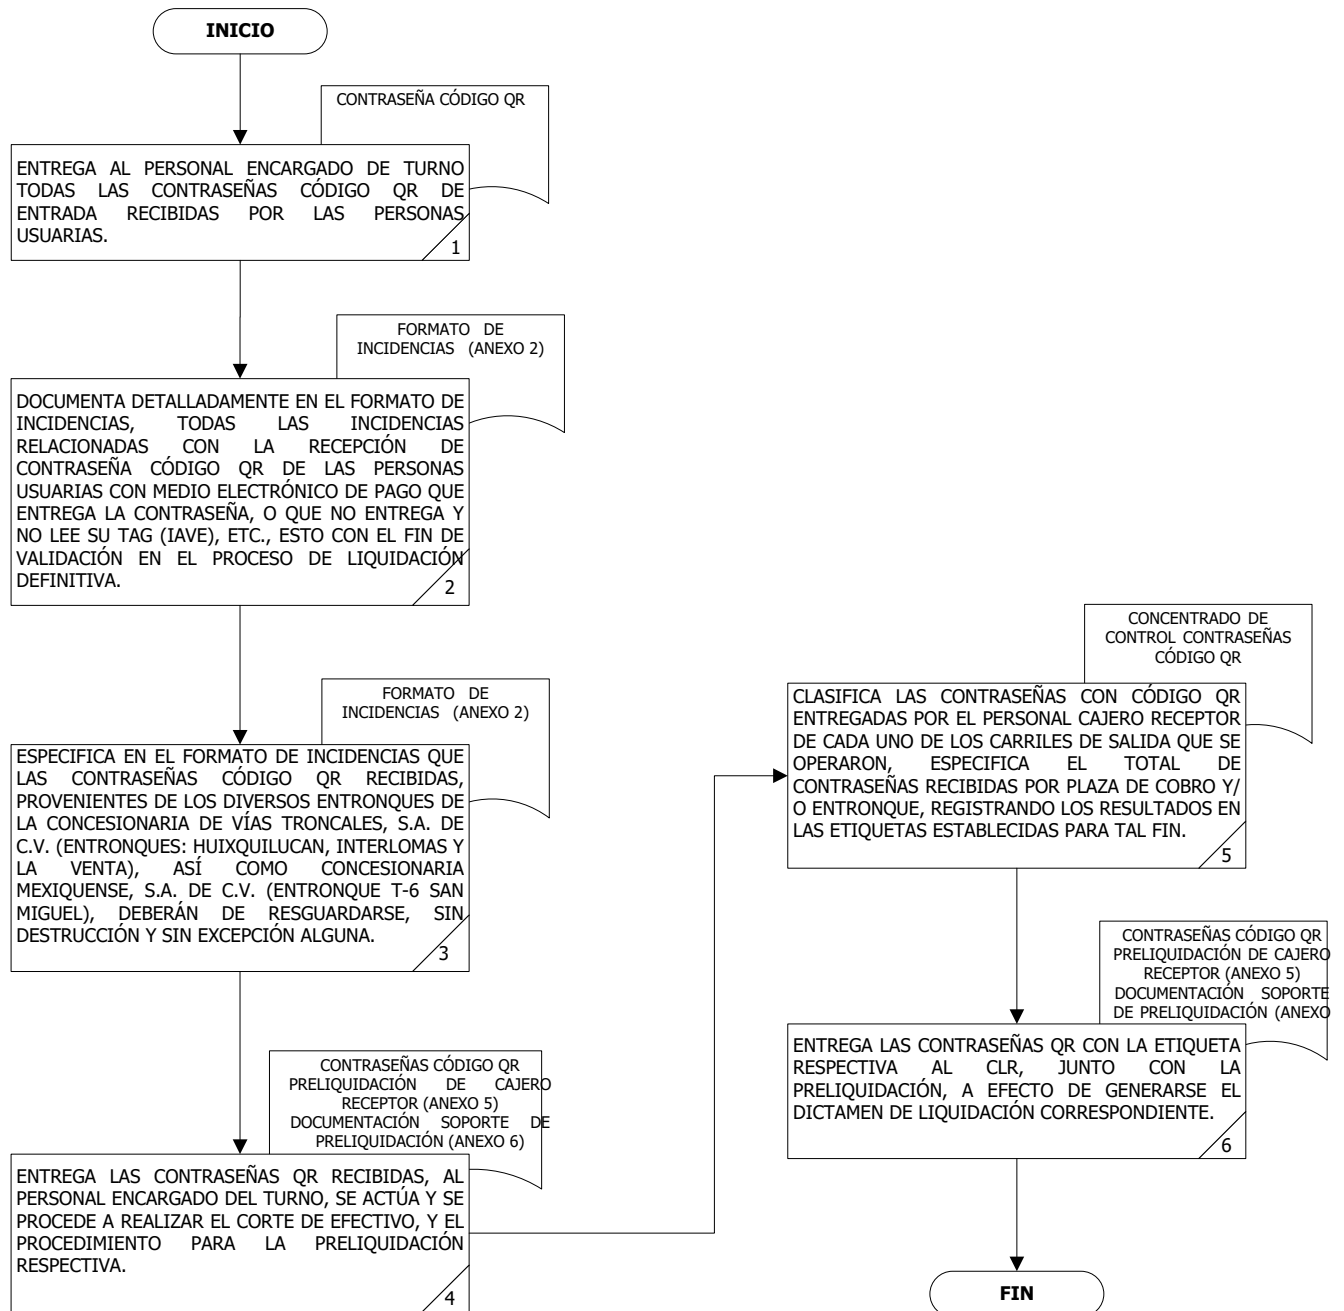 INICIO
CONTRASEÑA CÓDIGO QR
ENTREGA AL PERSONAL ENCARGADO DE TURNO
TODAS LAS CONTRASEÑAS CÓDIGO QR DE
ENTRADA RECIBIDAS POR LAS PERSONAS
USUARIAS.
1
FORMATO DE
INCIDENCIAS (ANEXO 2)
DOCUMENTA DETALLADAMENTE EN EL FORMATO DE
INCIDENCIAS, TODAS LAS INCIDENCIAS
RELACIONADAS CON LA RECEPCIÓN DE
CONTRASEÑA CÓDIGO QR DE LAS PERSONAS
USUARIAS CON MEDIO ELECTRÓNICO DE PAGO QUE
ENTREGA LA CONTRASEÑA, O QUE NO ENTREGA Y
NO LEE SU TAG (IAVE), ETC., ESTO CON EL FIN DE
VALIDACIÓN EN EL PROCESO DE LIQUIDACIÓN
DEFINITIVA.
2
FORMATO DE
INCIDENCIAS (ANEXO 2)
ESPECIFICA EN EL FORMATO DE INCIDENCIAS QUE
LAS CONTRASEÑAS CÓDIGO QR RECIBIDAS,
PROVENIENTES DE LOS DIVERSOS ENTRONQUES DE
LA CONCESIONARIA DE VÍAS TRONCALES, S.A. DE
C.V. (ENTRONQUES: HUIXQUILUCAN, INTERLOMAS Y
LA VENTA), ASÍ COMO CONCESIONARIA
MEXIQUENSE, S.A. DE C.V. (ENTRONQUE T-6 SAN
MIGUEL), DEBERÁN DE RESGUARDARSE, SIN
DESTRUCCIÓN Y SIN EXCEPCIÓN ALGUNA.
3
CONTRASEÑAS CÓDIGO QR
PRELIQUIDACIÓN DE CAJERO
RECEPTOR (ANEXO 5)
DOCUMENTACIÓN SOPORTE DE
PRELIQUIDACIÓN (ANEXO 6)
ENTREGA LAS CONTRASEÑAS QR RECIBIDAS, AL
PERSONAL ENCARGADO DEL TURNO, SE ACTÚA Y SE
PROCEDE A REALIZAR EL CORTE DE EFECTIVO, Y EL
PROCEDIMIENTO PARA LA PRELIQUIDACIÓN
RESPECTIVA.
4
CONCENTRADO DE
CONTROL CONTRASEÑAS
CÓDIGO QR
CLASIFICA LAS CONTRASEÑAS CON CÓDIGO QR
ENTREGADAS POR EL PERSONAL CAJERO RECEPTOR
DE CADA UNO DE LOS CARRILES DE SALIDA QUE SE
OPERARON, ESPECIFICA EL TOTAL DE
CONTRASEÑAS RECIBIDAS POR PLAZA DE COBRO Y/
O ENTRONQUE, REGISTRANDO LOS RESULTADOS EN
LAS ETIQUETAS ESTABLECIDAS PARA TAL FIN.
5
CONTRASEÑAS CÓDIGO QR
PRELIQUIDACIÓN DE CAJERO
RECEPTOR (ANEXO 5)
DOCUMENTACIÓN SOPORTE
DE PRELIQUIDACIÓN (ANEXO
ENTREGA LAS CONTRASEÑAS QR CON LA ETIQUETA
RESPECTIVA AL CLR, JUNTO CON LA
PRELIQUIDACIÓN, A EFECTO DE GENERARSE EL
DICTAMEN DE LIQUIDACIÓN CORRESPONDIENTE.
6
FIN